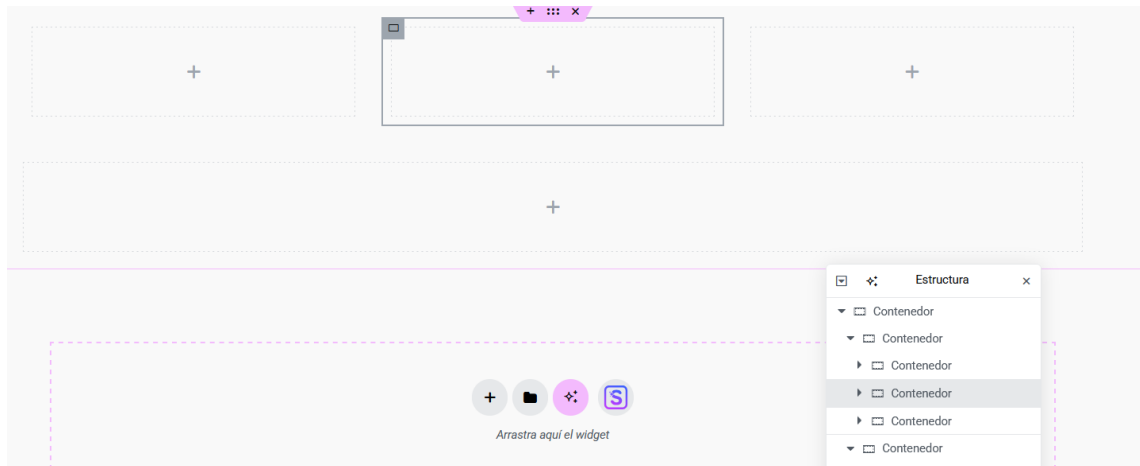 Estructura
Contenedor
Contenedor
Contenedor
Contenedor
Contenedor
Contenedor
Arrastra aquí el widget